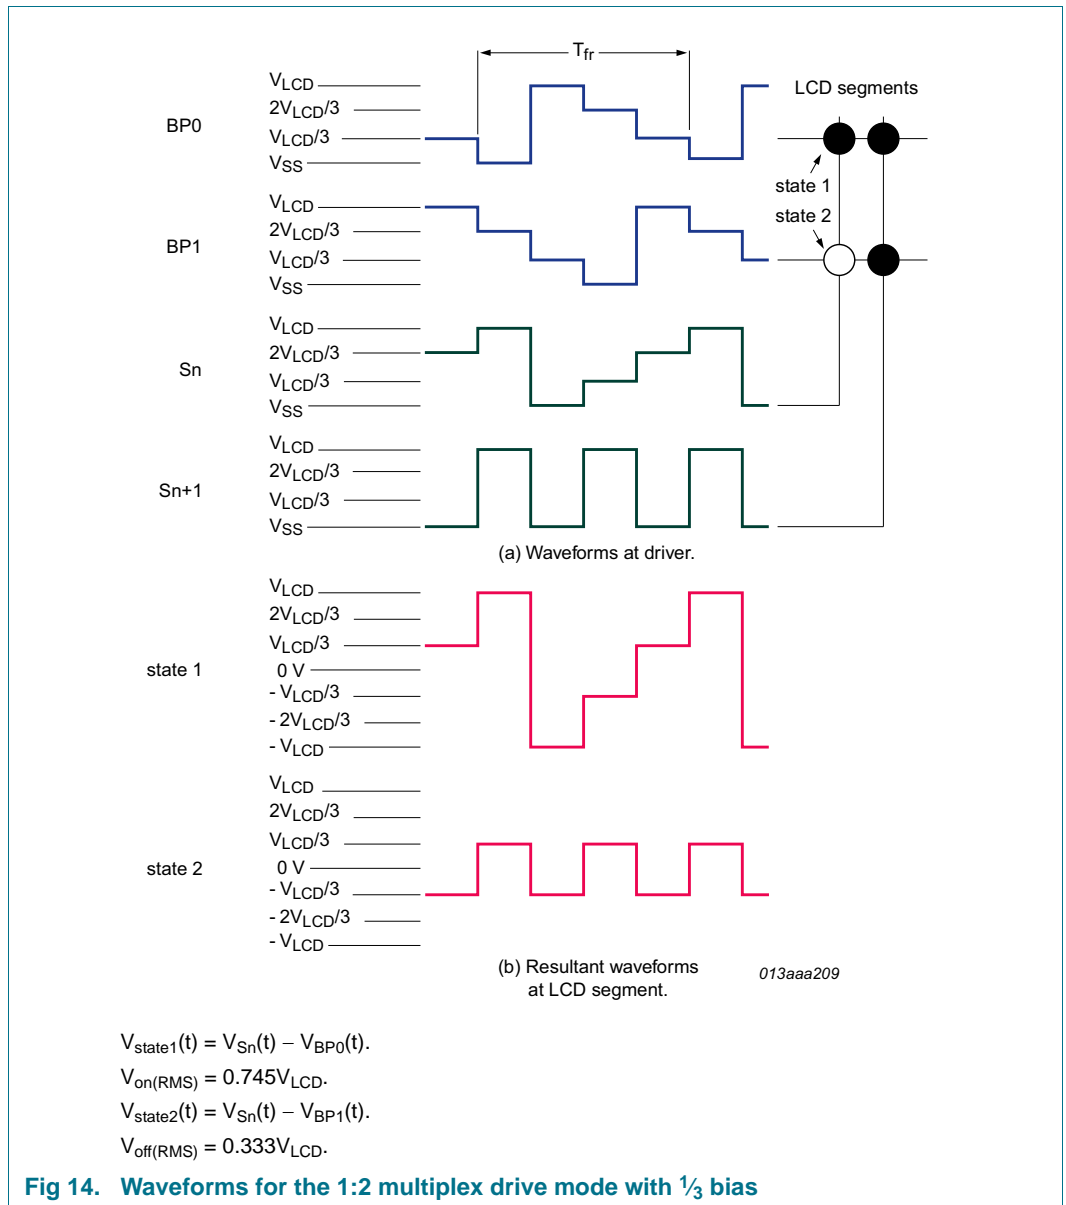 T_fr
V_LCD
2V_LCD/3
V_LCD/3
V_SS
BP0
LCD segments
state 1
state 2
V_LCD
2V_LCD/3
V_LCD/3
V_SS
BP1
V_LCD
2V_LCD/3
V_LCD/3
V_SS
Sn
V_LCD
2V_LCD/3
V_LCD/3
V_SS
Sn+1
(a) Waveforms at driver.
V_LCD
2V_LCD/3
V_LCD/3
0 V
- V_LCD/3
- 2V_LCD/3
- V_LCD
state 1
V_LCD
2V_LCD/3
V_LCD/3
0 V
- V_LCD/3
- 2V_LCD/3
- V_LCD
state 2
(b) Resultant waveforms
at LCD segment.
013aaa209
V_state1(t) = V_Sn(t) − V_BP0(t).
V_on(RMS) = 0.745V_LCD.
V_state2(t) = V_Sn(t) − V_BP1(t).
V_off(RMS) = 0.333V_LCD.
Fig 14. Waveforms for the 1:2 multiplex drive mode with 1⁄3 bias